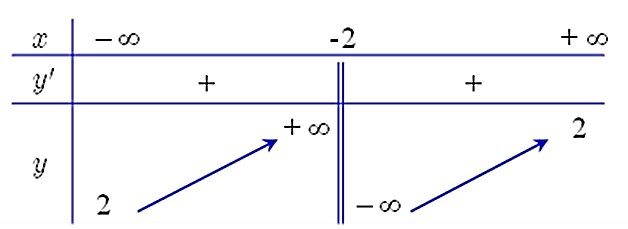 x −∞ -2 +∞
y′ + +
+∞ 2
y
2 −∞